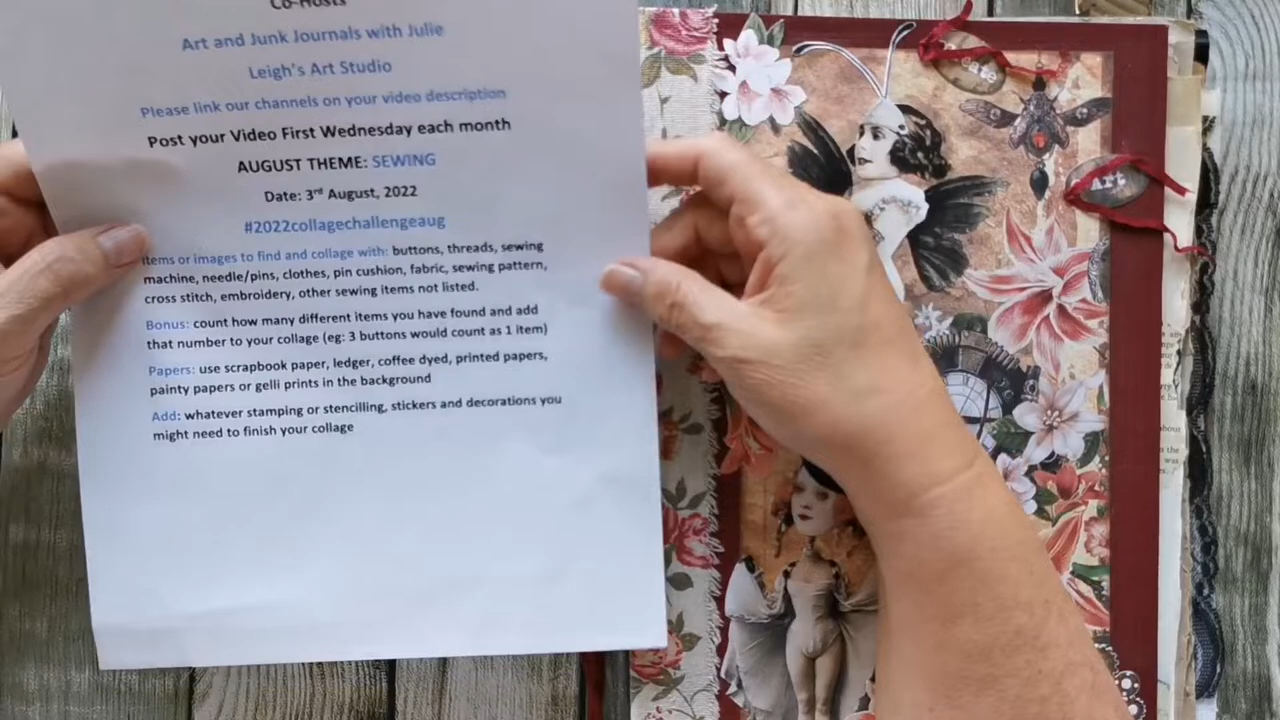 Co-Hosts
Art and Junk Journals with Julie
Leigh's Art Studio
Please link our channels on your video description
Post your Video First Wednesday each month
AUGUST THEME: SEWING
Date: 3rd August, 2022
#2022collagechallengeaug
Items or images to find and collage with: buttons, threads, sewing
machine, needle/pins, clothes, pin cushion, fabric, sewing pattern,
cross stitch, embroidery, other sewing items not listed.
Bonus: count how many different items you have found and add
that number to your collage (eg: 3 buttons would count as 1 item)
Papers: use scrapbook paper, ledger, coffee dyed, printed papers,
painty papers or gelli prints in the background
Add: whatever stamping or stencilling, stickers and decorations you
might need to finish your collage
Create
Art